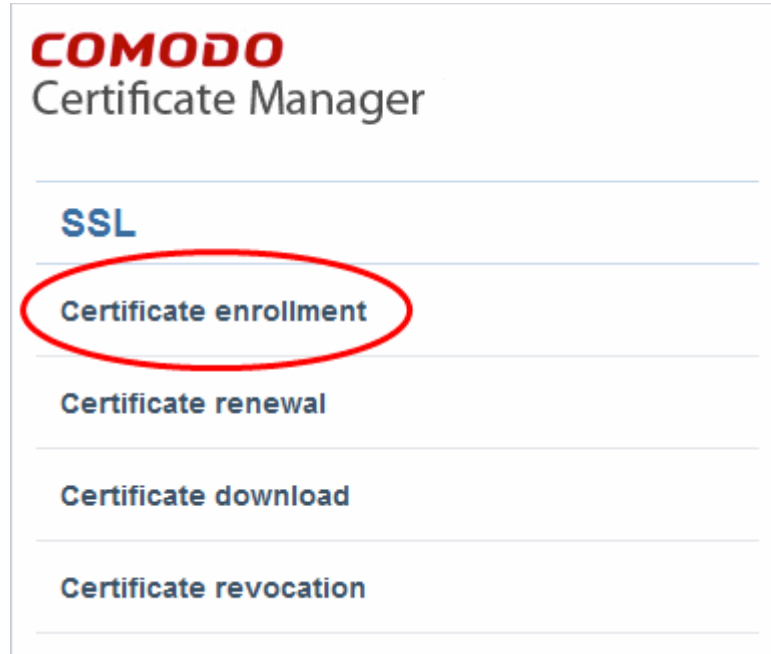 COMODO
Certificate Manager
SSL
Certificate enrollment
Certificate renewal
Certificate download
Certificate revocation